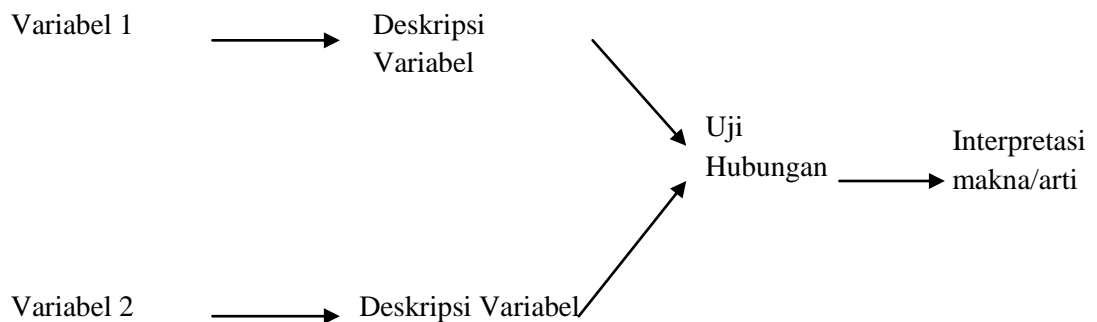 Variabel 1
Deskripsi
Variabel
Uji
Hubungan
Interpretasi
makna/arti
Variabel 2
Deskripsi Variabel